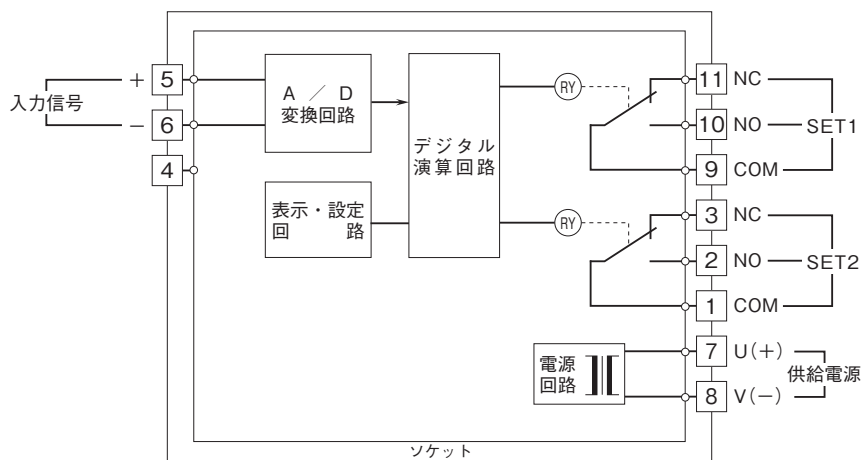 入力信号
+ 5
− 6
4
A ／ D
変換回路
表示・設定
回　　路
デジタル
演算回路
RY
RY
11 NC
10 NO
9 COM
SET1
3 NC
2 NO
1 COM
SET2
電源
回路
7 U(+)
8 V(−)
供給電源
ソケット